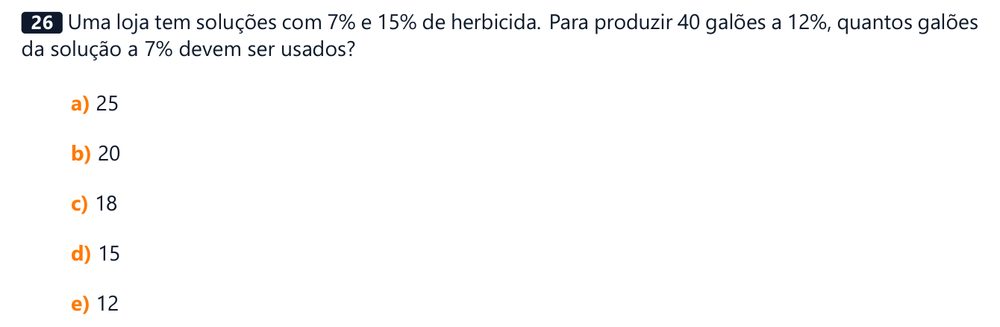 26 Uma loja tem soluções com 7% e 15% de herbicida. Para produzir 40 galões a 12%, quantos galões
da solução a 7% devem ser usados?
a) 25
b) 20
c) 18
d) 15
e) 12